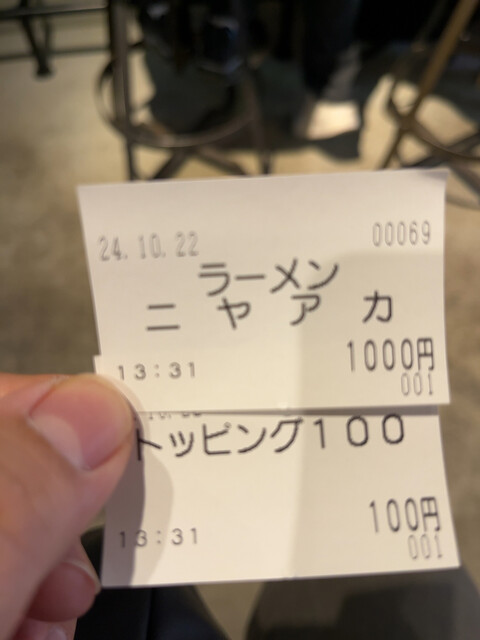 24.10.22 00069
ラーメン
ニヤアカ
1000円
13:31 001
トッピング100
100円
13:31 001